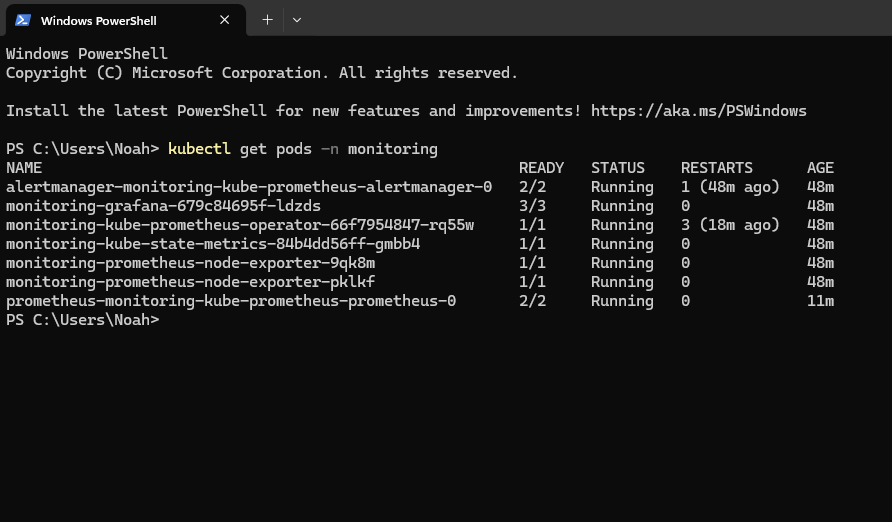 Windows PowerShell
Windows PowerShell
Copyright (C) Microsoft Corporation. All rights reserved.
Install the latest PowerShell for new features and improvements! https://aka.ms/PSWindows
PS C:\Users\Noah> kubectl get pods -n monitoring
NAME READY STATUS RESTARTS AGE
alertmanager-monitoring-kube-prometheus-alertmanager-0 2/2 Running 1 (48m ago) 48m
monitoring-grafana-679c84695f-ldzds 3/3 Running 0 48m
monitoring-kube-prometheus-operator-66f7954847-rq55w 1/1 Running 3 (18m ago) 48m
monitoring-kube-state-metrics-84b4dd56ff-gmbb4 1/1 Running 0 48m
monitoring-prometheus-node-exporter-9qk8m 1/1 Running 0 48m
monitoring-prometheus-node-exporter-pklkf 1/1 Running 0 48m
prometheus-monitoring-kube-prometheus-prometheus-0 2/2 Running 0 11m
PS C:\Users\Noah>